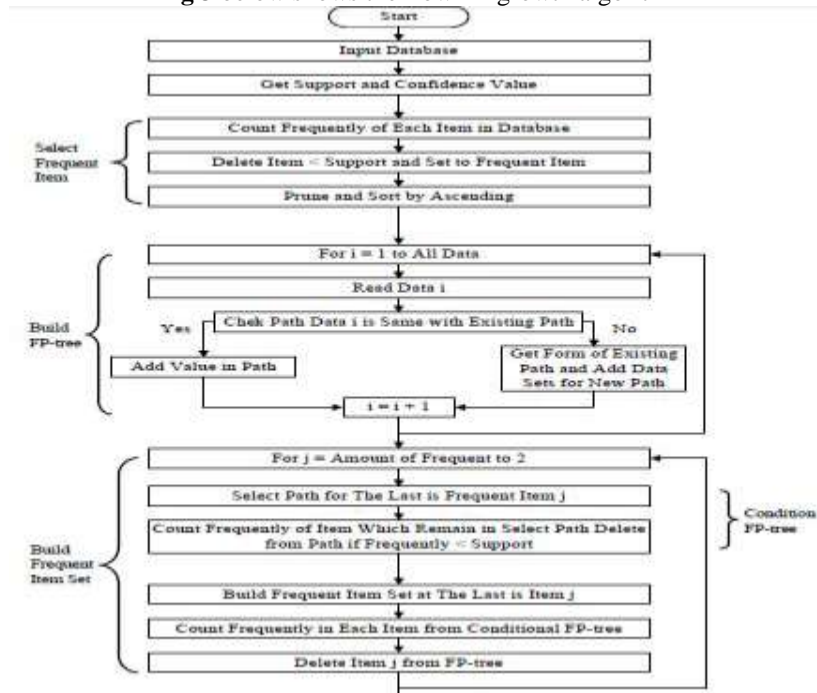 Start
Input Database
Get Support and Confidence Value
Count Frequently of Each Item in Database
Select
Frequent
Item
Delete Item < Support and Set to Frequent Item
Prune and Sort by Ascending
For i = 1 to All Data
Read Data i
Build
FP-tree
Yes
Chek Path Data i is Same with Existing Path
No
Add Value in Path
Get Form of Existing
Path and Add Data
Sets for New Path
i = i + 1
For j = Amount of Frequent to 2
Select Path for The Last is Frequent Item j
Condition
FP-tree
Count Frequently of Item Which Remain in Select Path Delete
from Path if Frequently < Support
Build
Frequent
Item Set
Build Frequent Item Set at The Last is Item j
Count Frequently in Each Item from Conditional FP-tree
Delete Item j from FP-tree